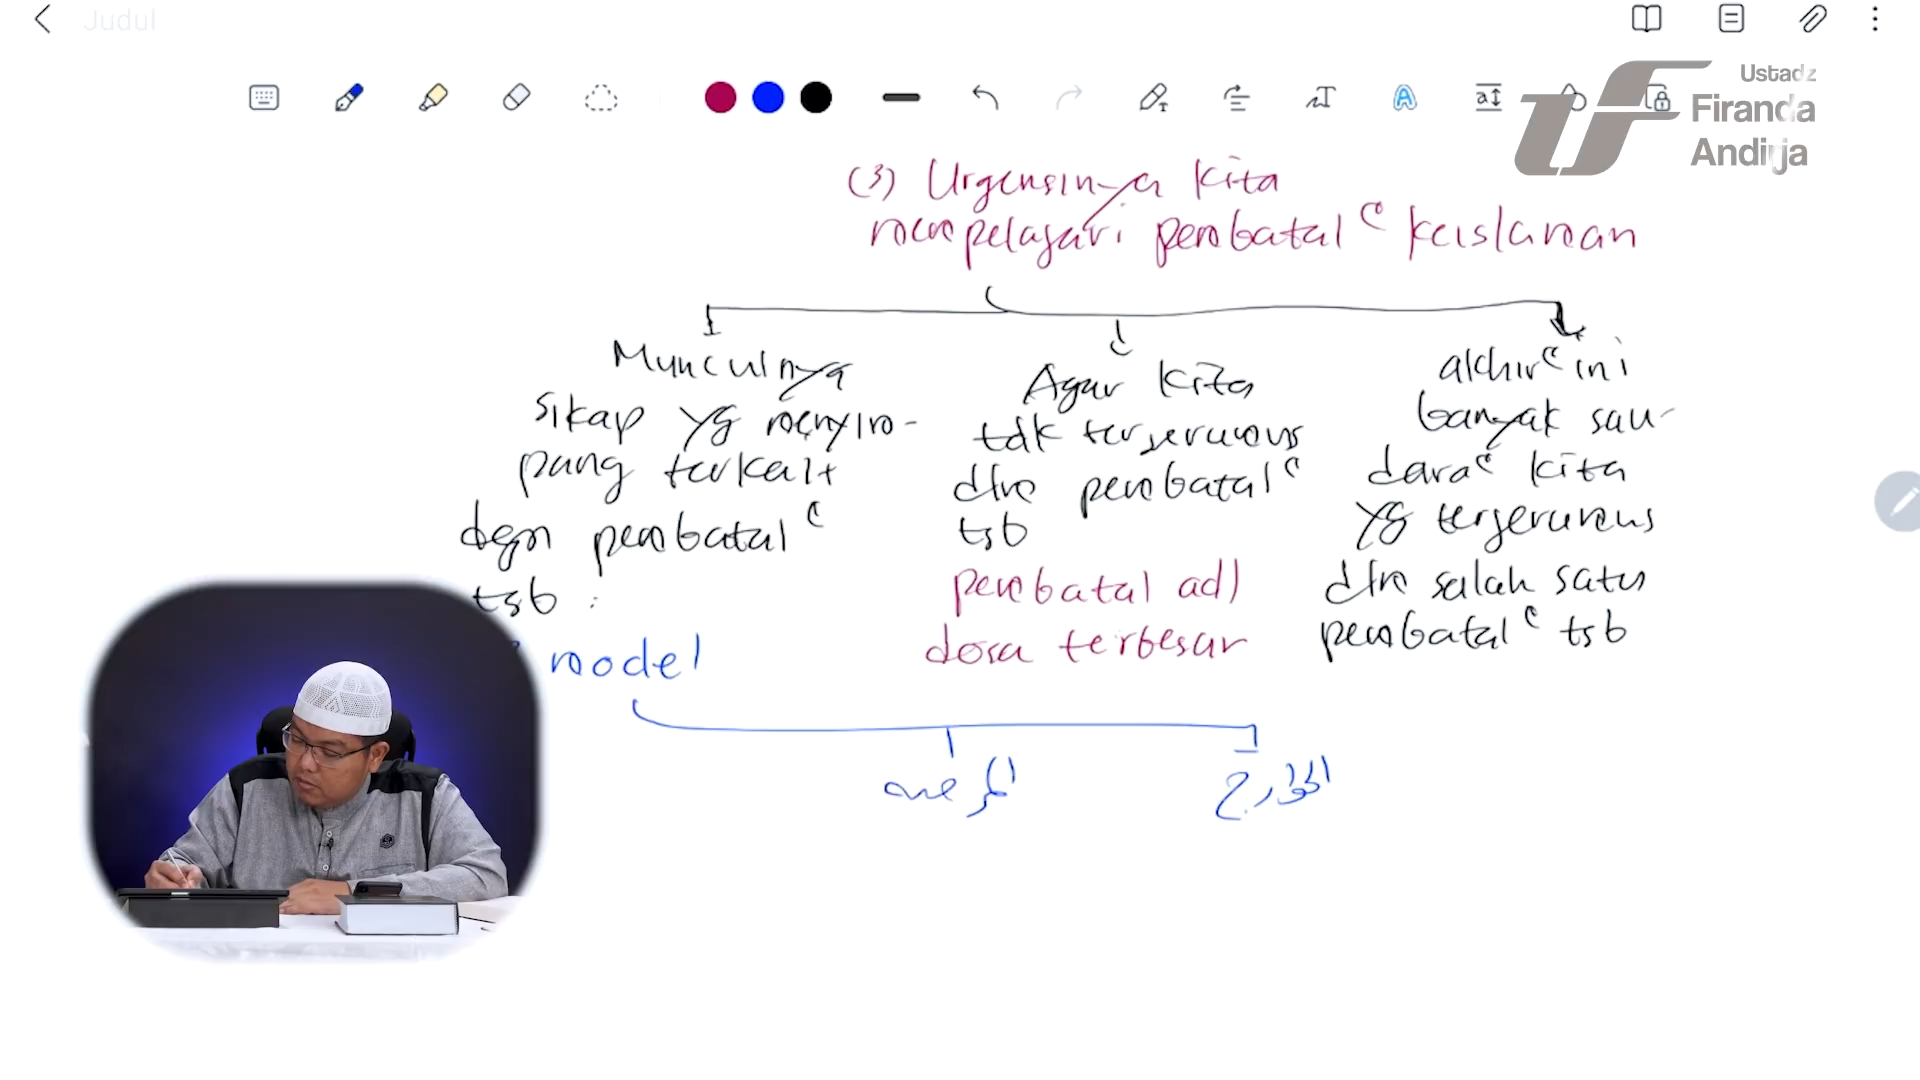 Judul
Ustadz
Firanda
Andirja
(3) Urgensinya kita
mempelajari pembatal² keislaman
Munculnya
sikap yg menyim-
pang terkait
dgn pembatal²
tsb :
model
Agar kita
tdk terjerumus
dlm pembatal²
tsb
pembatal adl
dosa terbesar
akhir² ini
banyak sau-
dara² kita
yg terjerumus
dlm salah satu
pembatal² tsb
الخوارج
المرجئة